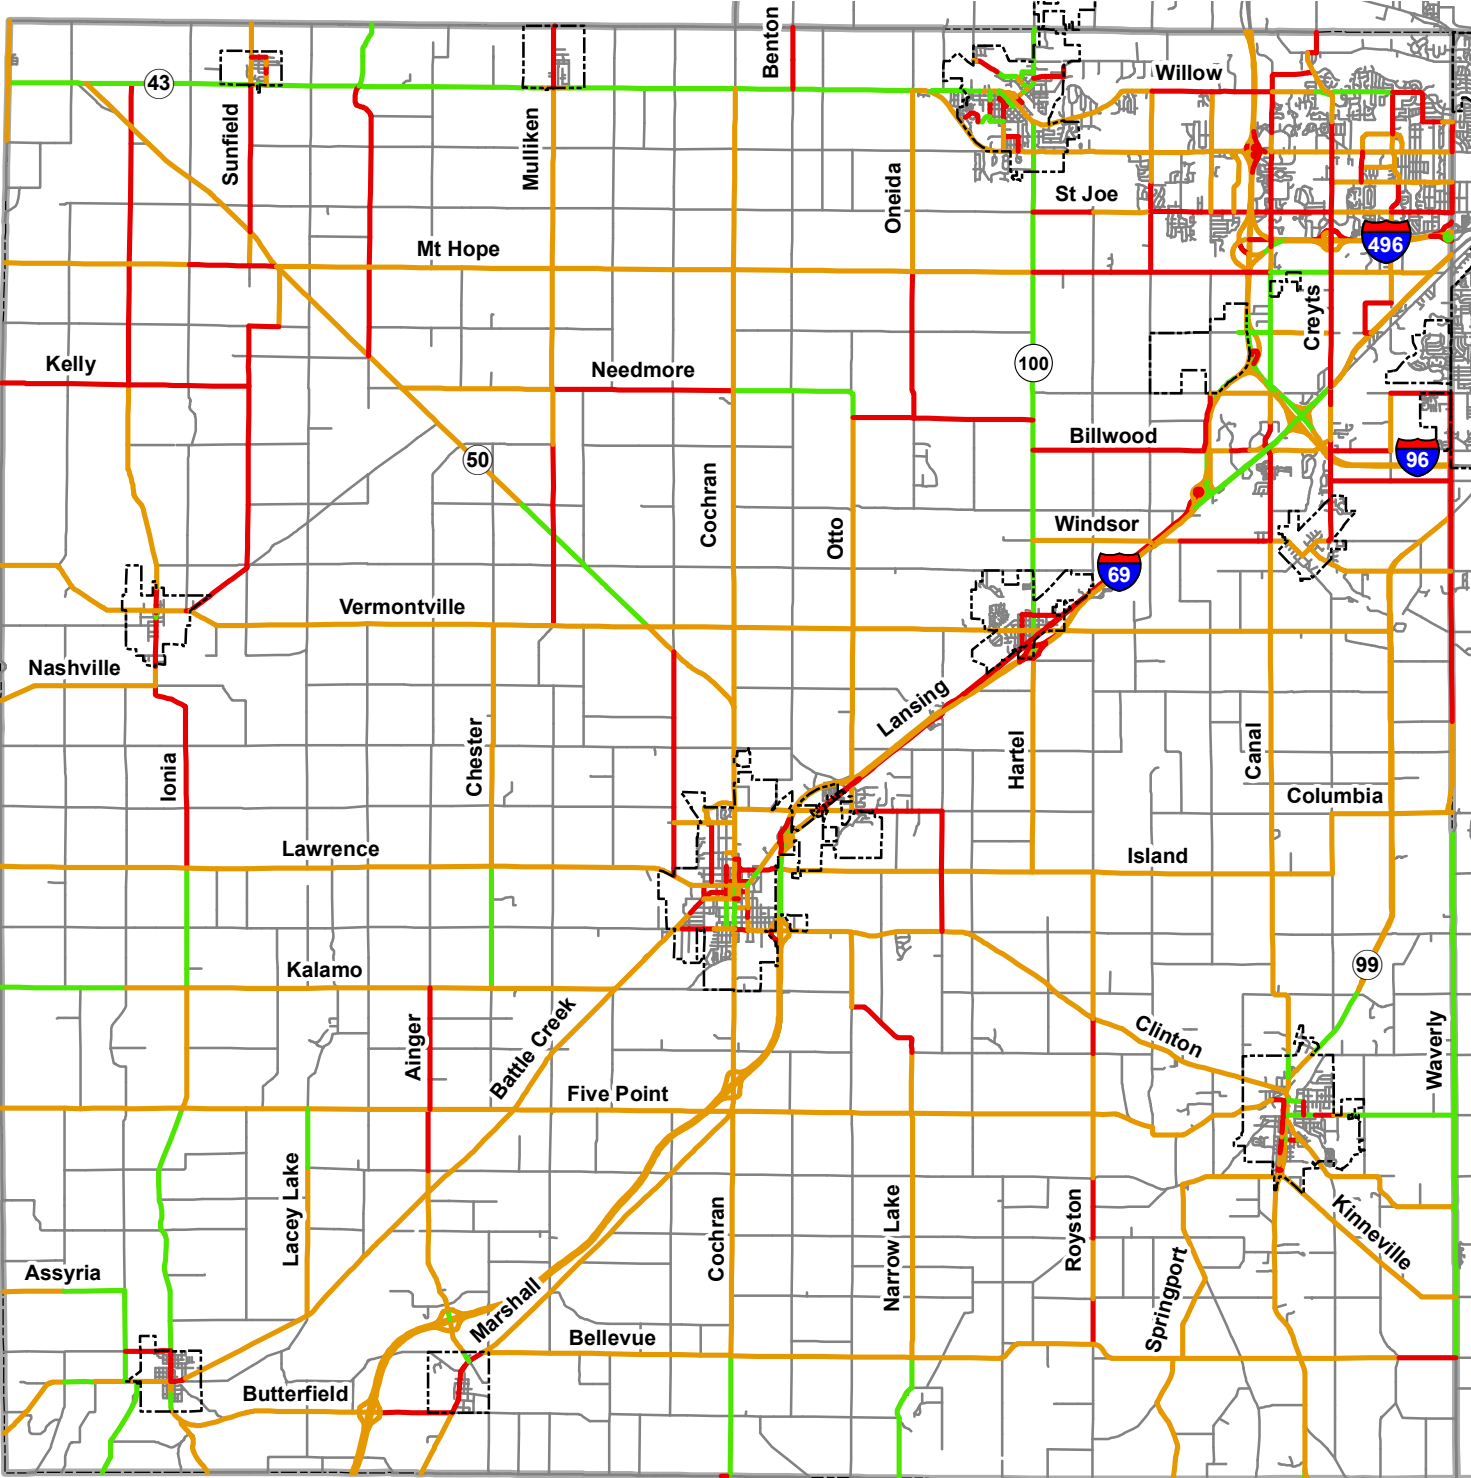 Benton
Willow
43
Sunfield
Mulliken
Oneida
St Joe
Mt Hope
496
Creyts
Kelly
Needmore
100
Billwood
50
96
Cochran
Otto
Windsor
69
Vermontville
Nashville
Lansing
Ionia
Chester
Hartel
Canal
Columbia
Lawrence
Island
Kalamo
99
Ainger
Battle Creek
Clinton
Waverly
Five Point
Lacey Lake
Cochran
Narrow Lake
Royston
Springport
Kinneville
Assyria
Marshall
Bellevue
Butterfield